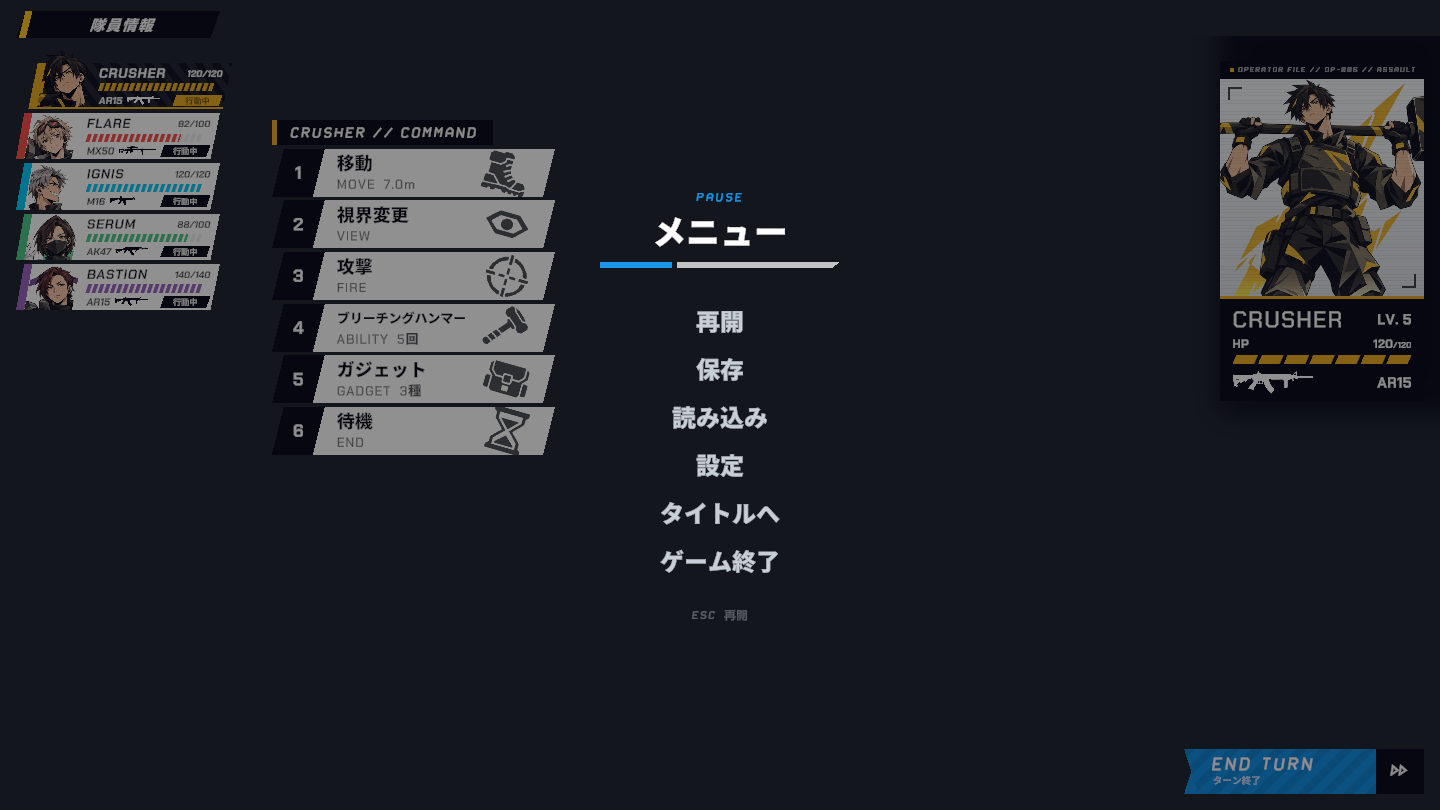 隊員情報
CRUSHER 120/120
AR15 行動中
FLARE 82/100
MX50 行動中
IGNIS 120/120
M16 行動中
SERUM 88/100
AK47 行動中
BASTION 140/140
AR15 行動中
CRUSHER // COMMAND
1 移動
MOVE 7.0m
2 視界変更
VIEW
3 攻撃
FIRE
4 ブリーチングハンマー
ABILITY 5回
5 ガジェット
GADGET 3種
6 待機
END
PAUSE
メニュー
再開
保存
読み込み
設定
タイトルへ
ゲーム終了
ESC 再開
OPERATOR FILE // OP-006 // ASSAULT
CRUSHER LV. 5
HP 120/120
AR15
END TURN
ターン終了